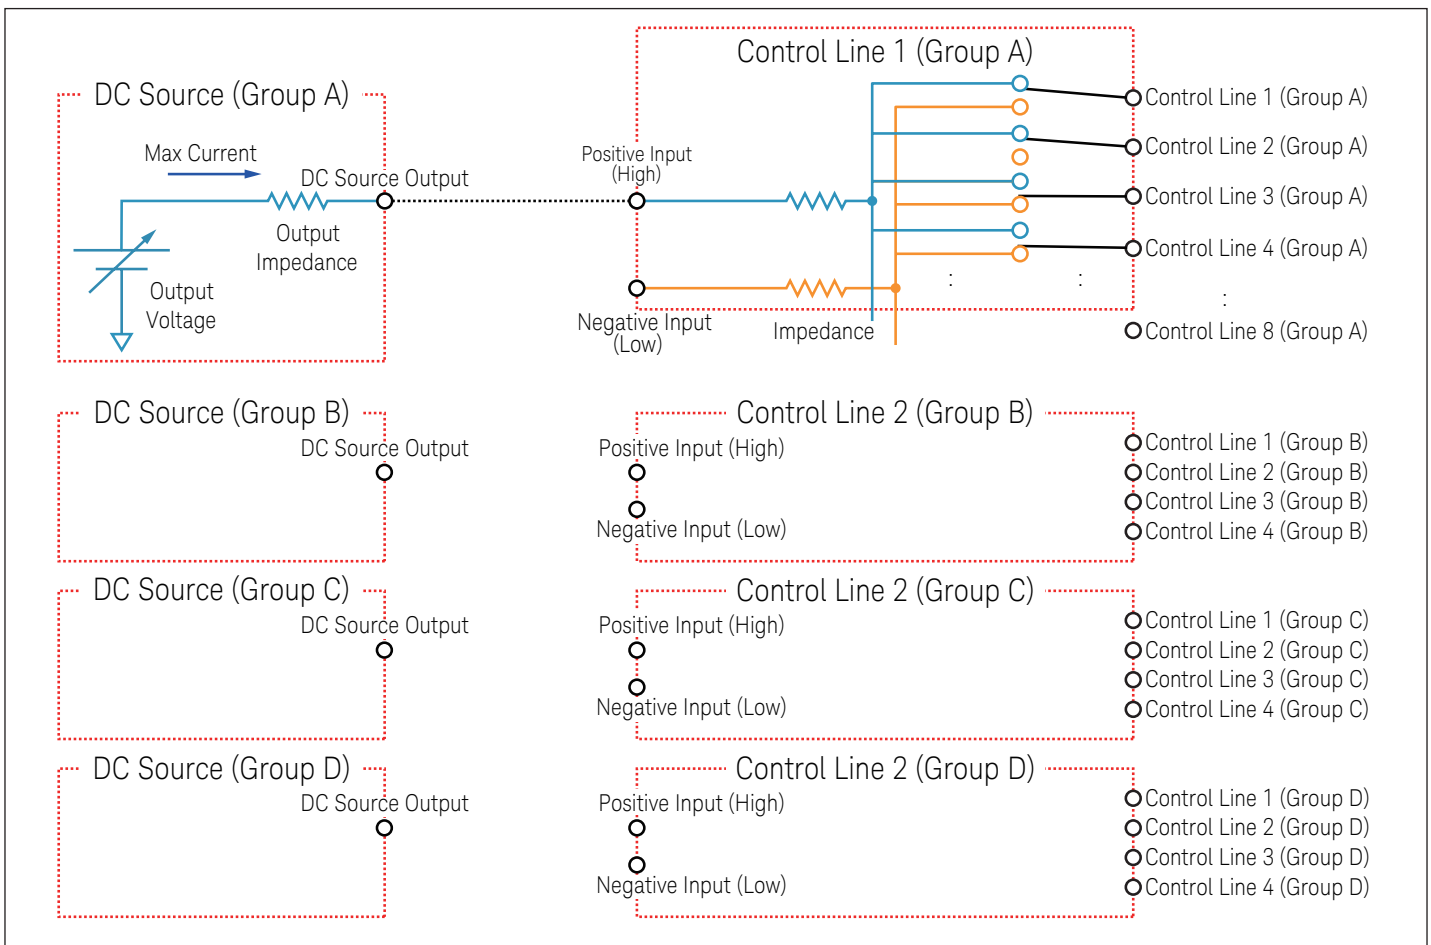 Control Line 1 (Group A)
DC Source (Group A)
Max Current
DC Source Output
Output
Impedance
Output
Voltage
Positive Input
(High)
Negative Input
(Low)
Impedance
Control Line 1 (Group A)
Control Line 2 (Group A)
Control Line 3 (Group A)
Control Line 4 (Group A)
:
:
:
Control Line 8 (Group A)
DC Source (Group B)
DC Source Output
Control Line 2 (Group B)
Positive Input (High)
Negative Input (Low)
Control Line 1 (Group B)
Control Line 2 (Group B)
Control Line 3 (Group B)
Control Line 4 (Group B)
DC Source (Group C)
DC Source Output
Control Line 2 (Group C)
Positive Input (High)
Negative Input (Low)
Control Line 1 (Group C)
Control Line 2 (Group C)
Control Line 3 (Group C)
Control Line 4 (Group C)
DC Source (Group D)
DC Source Output
Control Line 2 (Group D)
Positive Input (High)
Negative Input (Low)
Control Line 1 (Group D)
Control Line 2 (Group D)
Control Line 3 (Group D)
Control Line 4 (Group D)